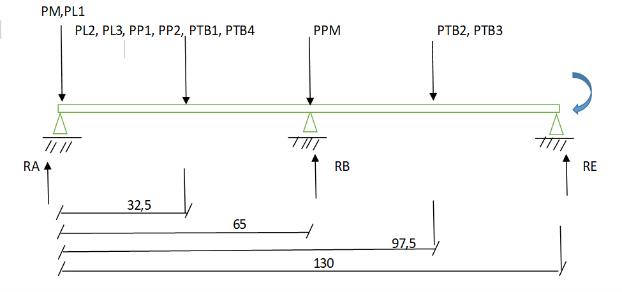 PM,PL1
PL2, PL3, PP1, PP2, PTB1, PTB4
PPM
PTB2, PTB3
RA
RB
RE
32,5
65
97,5
130